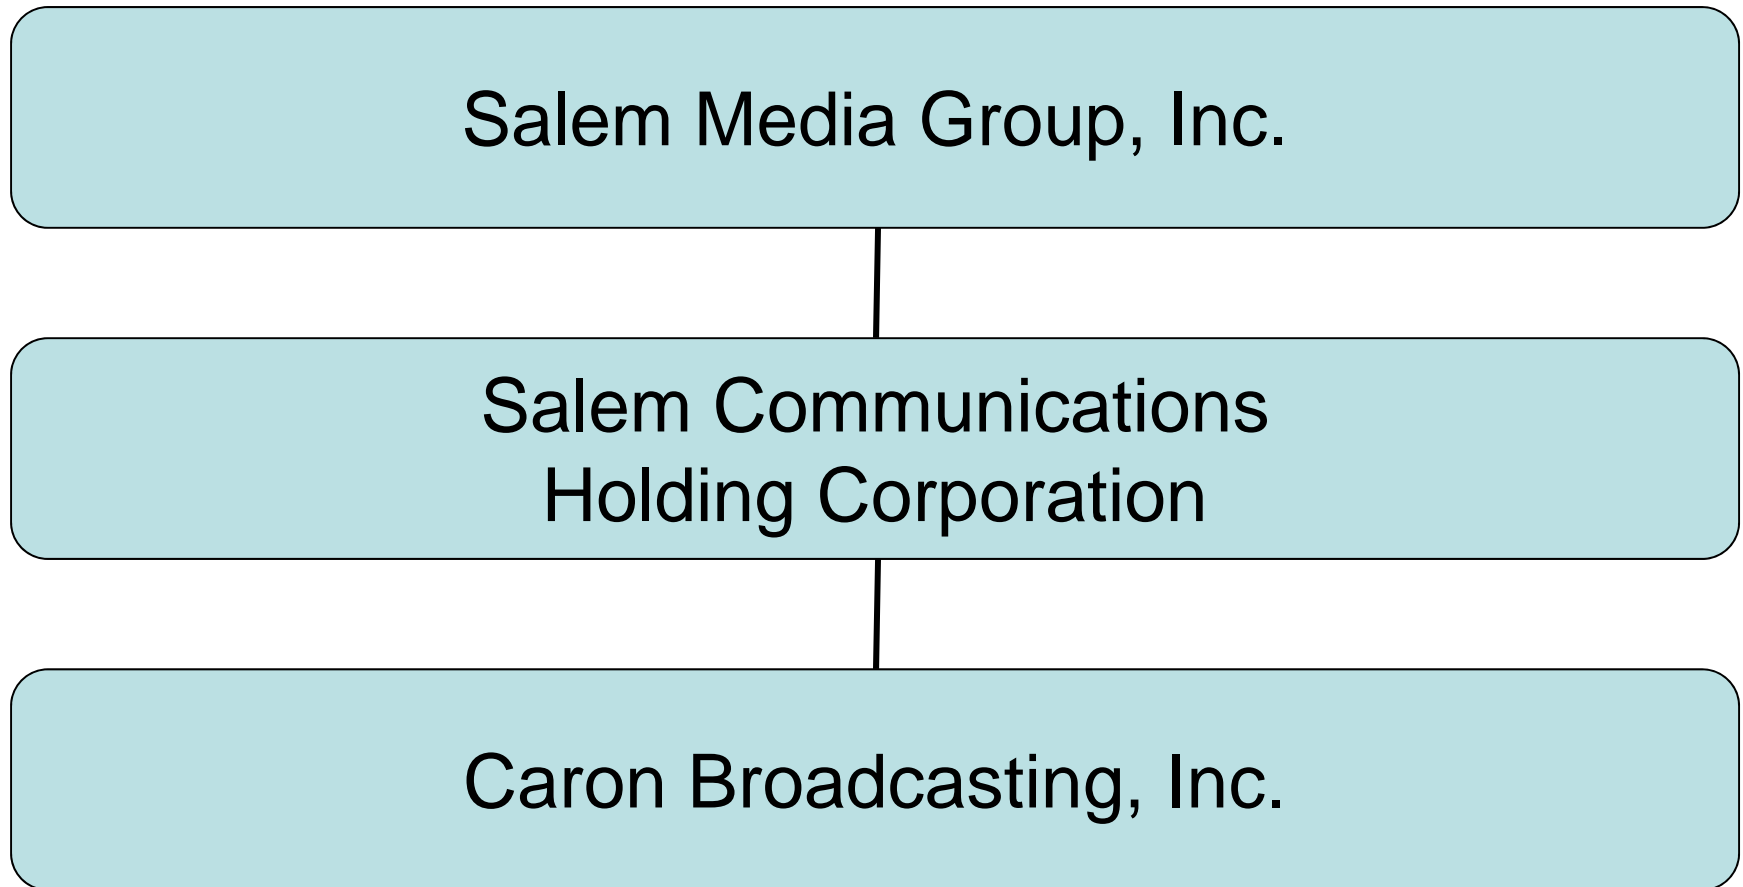 Salem Media Group, Inc.
Salem Communications
Holding Corporation
Caron Broadcasting, Inc.